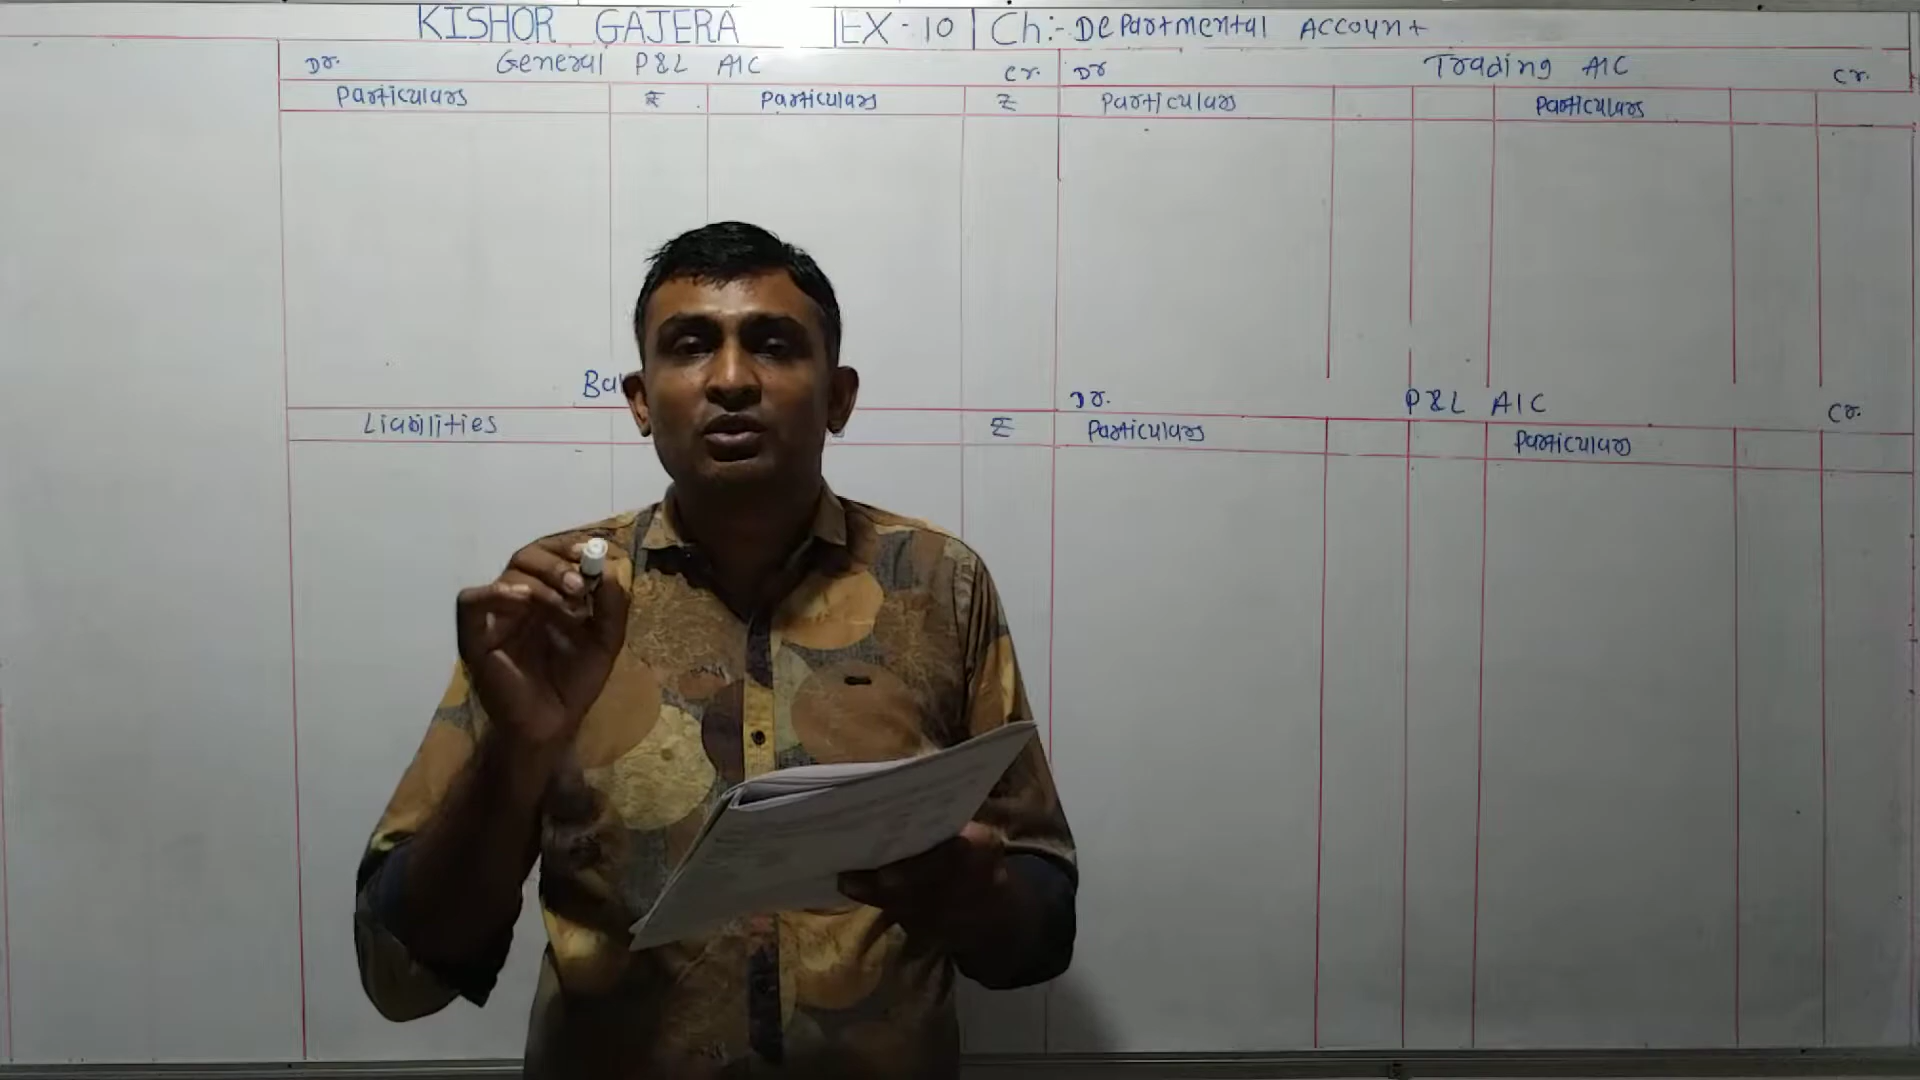 KISHOR GAJERA EX-10 Ch:- Departmental Account
Dr. General P&L A/C Cr.
Particulars ₹ Particulars ₹
Dr Trading A/C Cr.
Particulars Particulars
Liabilities ₹
Dr. P&L A/C Cr.
Particulars Particulars